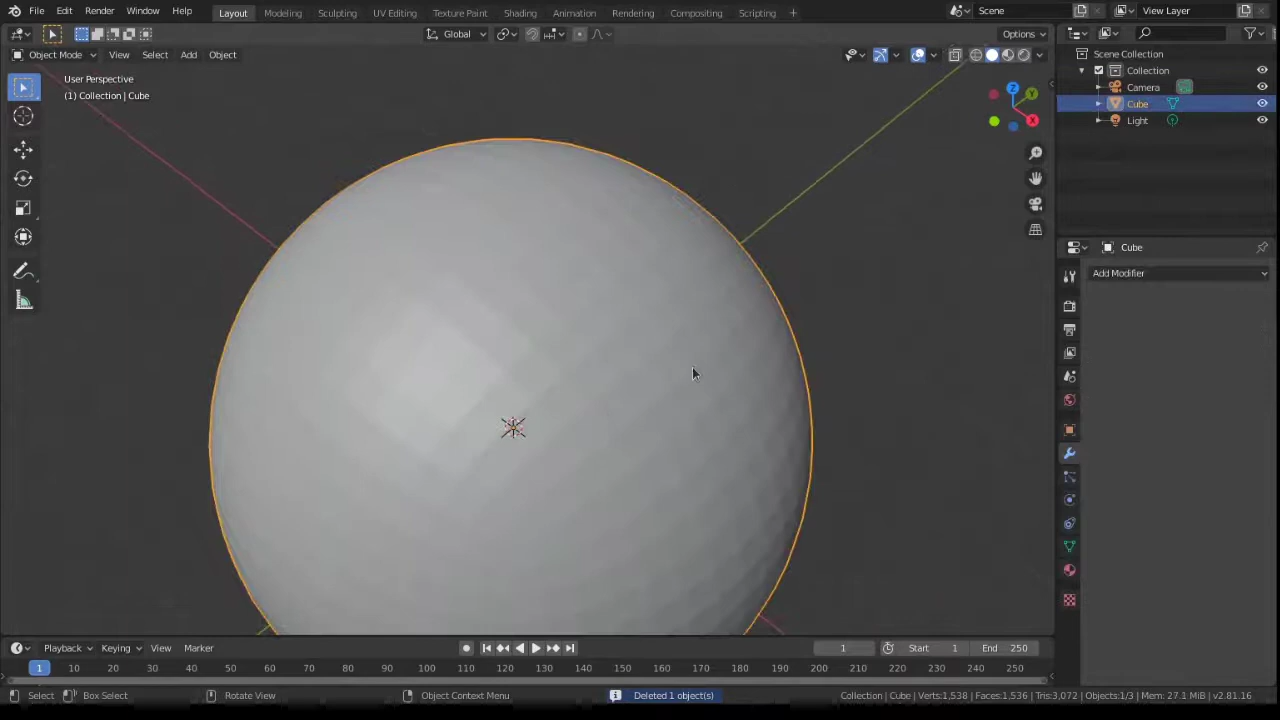 File Edit Render Window Help Layout Modeling Sculpting UV Editing Texture Paint Shading Animation Rendering Compositing Scripting + Scene View Layer
Global Options
Object Mode View Select Add Object
User Perspective
(1) Collection | Cube
Z
Y
X
Scene Collection
Collection
Camera
Cube
Light
Cube
Add Modifier
Playback Keying View Marker 1 Start 1 End 250
1 10 20 30 40 50 60 70 80 90 100 110 120 130 140 150 160 170 180 190 200 210 220 230 240 250
Select Box Select Rotate View Object Context Menu Deleted 1 object(s) Collection | Cube | Verts:1,538 | Faces:1,536 | Tris:3,072 | Objects:1/3 | Mem: 27.1 MiB | v2.81.16